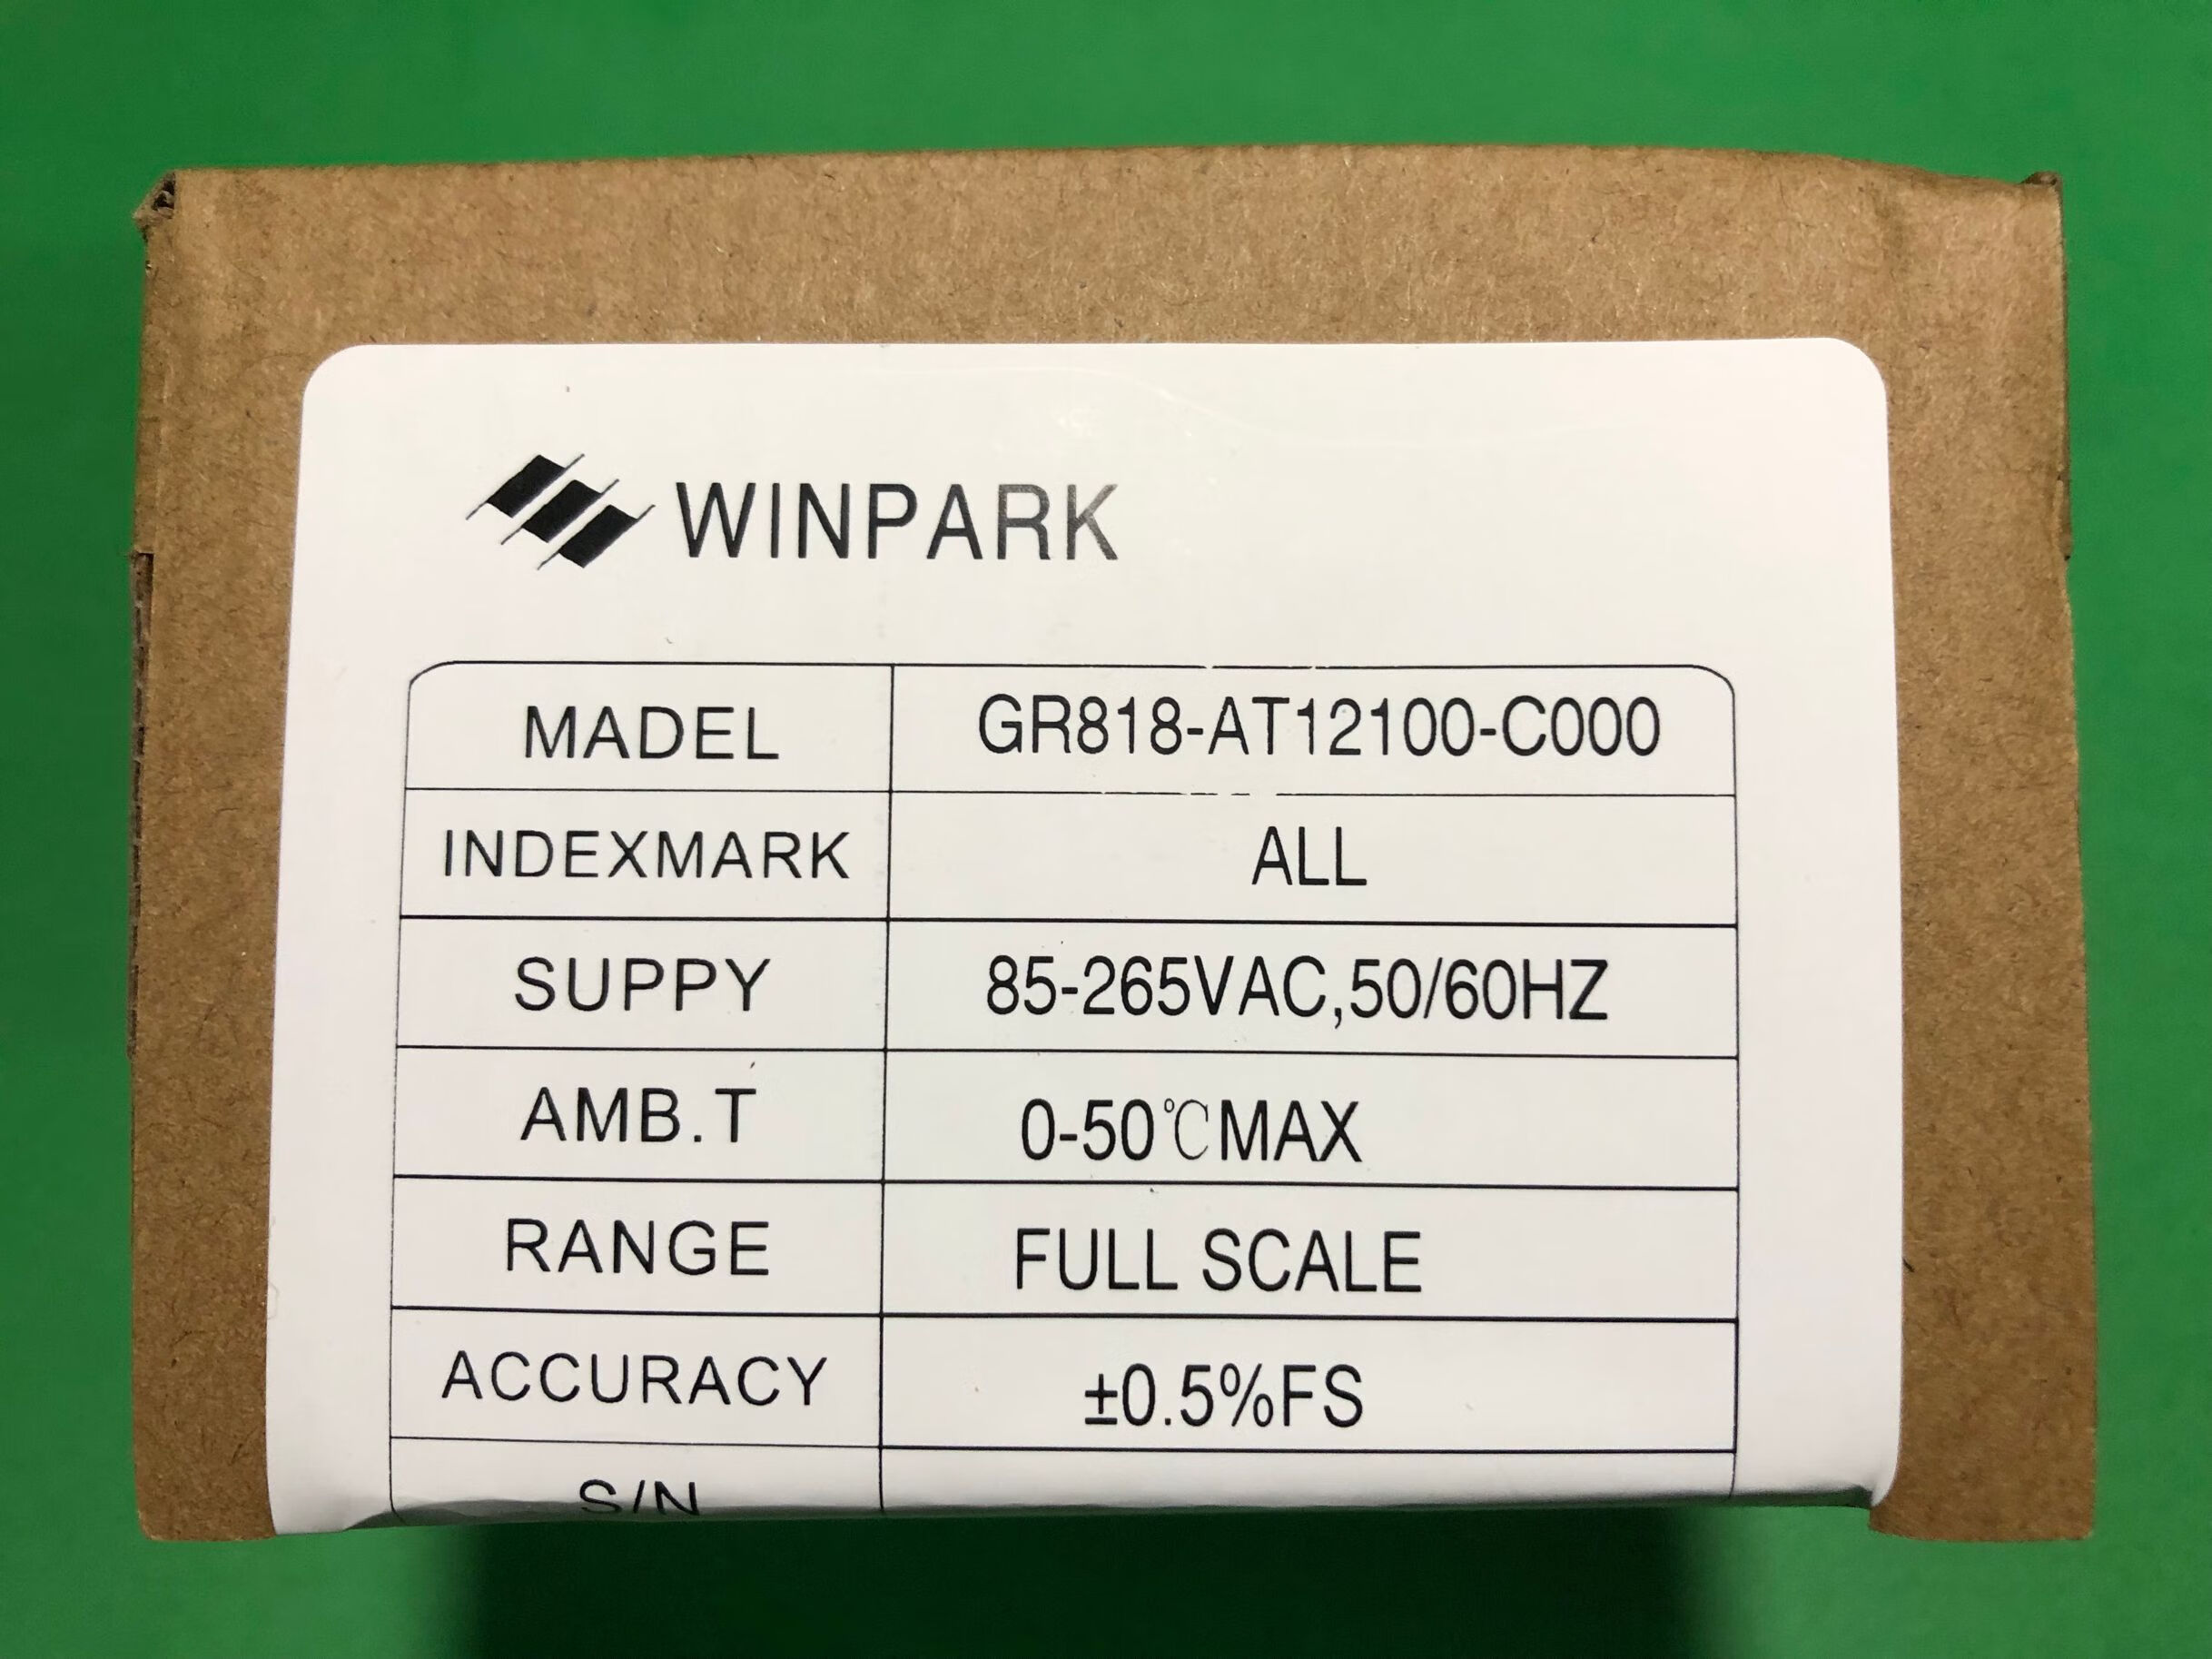 WINPARK
MADEL GR818-AT12100-C000
INDEXMARK ALL
SUPPY 85-265VAC,50/60HZ
AMB.T 0-50℃MAX
RANGE FULL SCALE
ACCURACY ±0.5%FS
S/N